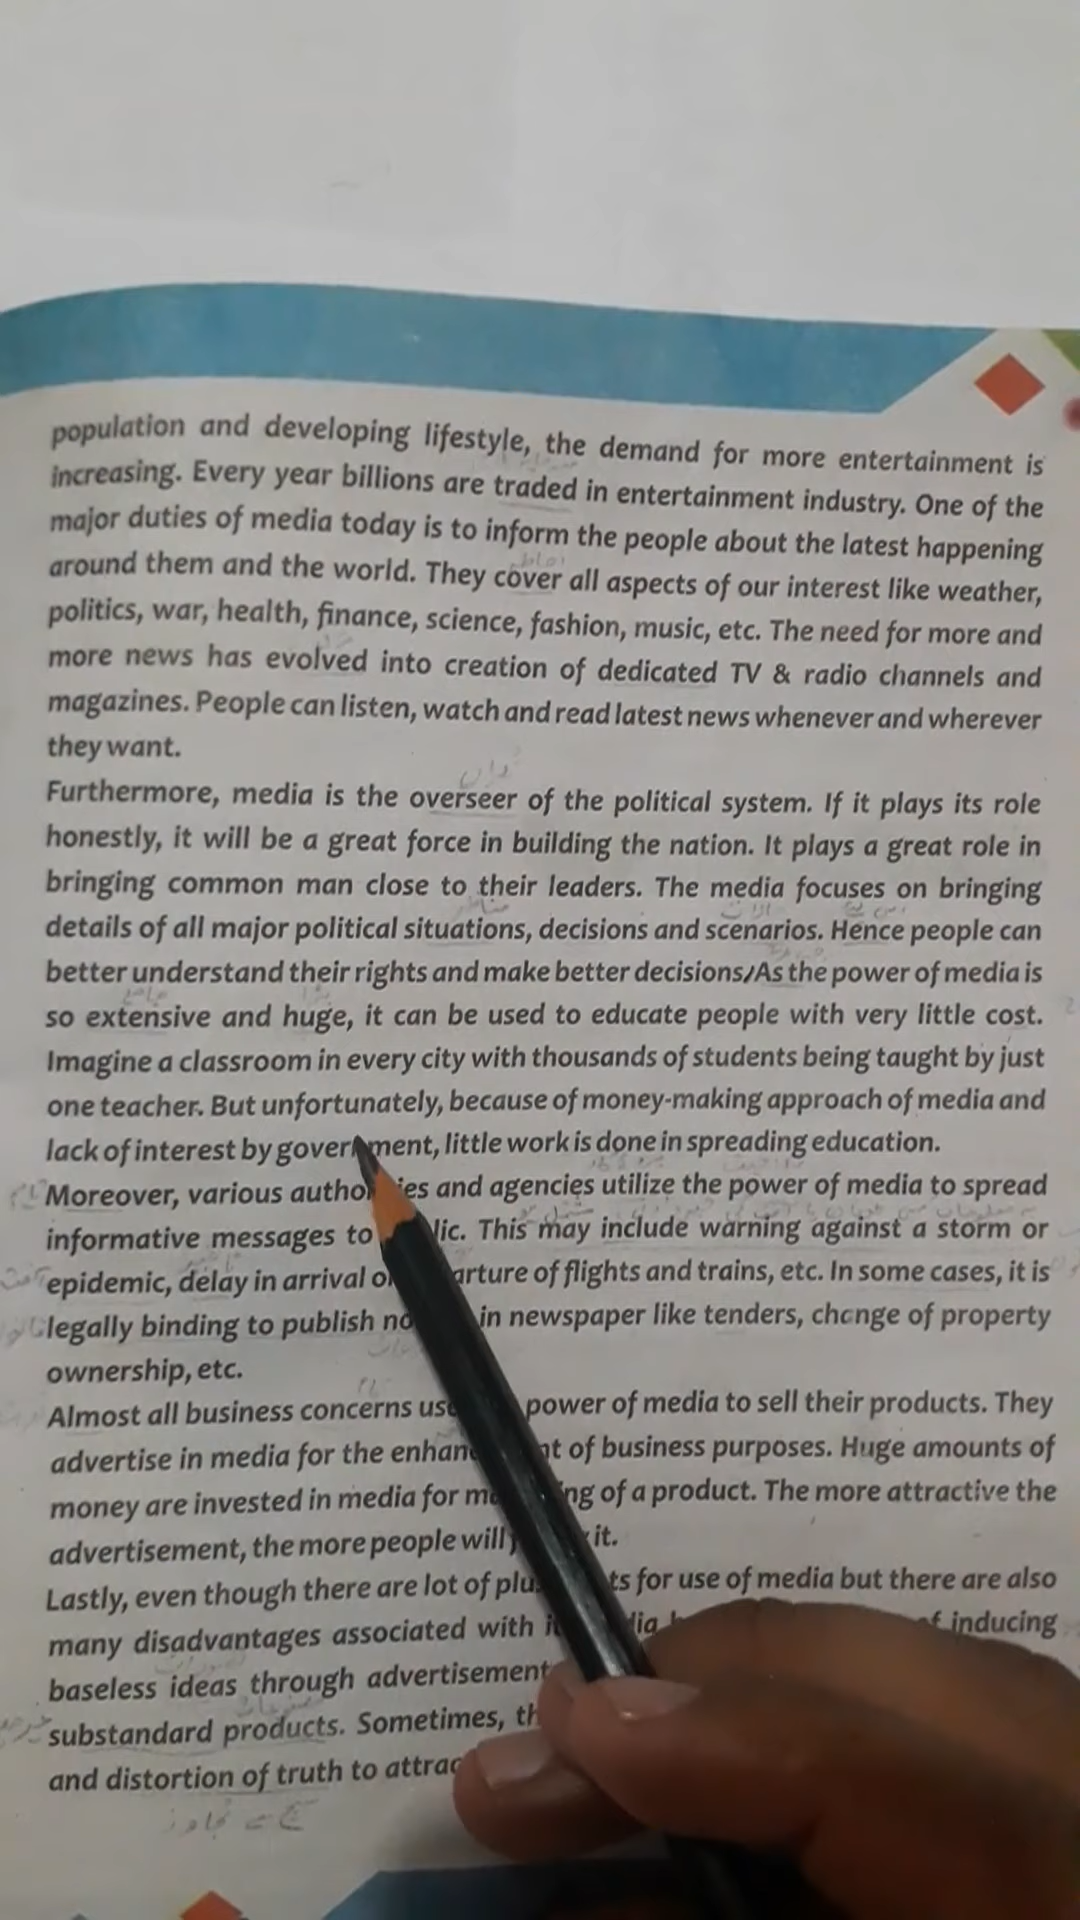 population and developing lifestyle, the demand for more entertainment is
increasing. Every year billions are traded in entertainment industry. One of the
major duties of media today is to inform the people about the latest happening
around them and the world. They cover all aspects of our interest like weather,
politics, war, health, finance, science, fashion, music, etc. The need for more and
more news has evolved into creation of dedicated TV & radio channels and
magazines. People can listen, watch and read latest news whenever and wherever
they want.
Furthermore, media is the overseer of the political system. If it plays its role
honestly, it will be a great force in building the nation. It plays a great role in
bringing common man close to their leaders. The media focuses on bringing
details of all major political situations, decisions and scenarios. Hence people can
better understand their rights and make better decisions/As the power of media is
so extensive and huge, it can be used to educate people with very little cost.
Imagine a classroom in every city with thousands of students being taught by just
one teacher. But unfortunately, because of money-making approach of media and
lack of interest by government, little work is done in spreading education.
Moreover, various and agencies utilize the power of media to spread
informative messages to This may include warning against a storm or
epidemic, delay in arrival of flights and trains, etc. In some cases, it is
legally binding to publish in newspaper like tenders, change of property
ownership, etc.
Almost all business concerns power of media to sell their products. They
advertise in media for the of business purposes. Huge amounts of
money are invested in media for of a product. The more attractive the
advertisement, the more people will it.
Lastly, even though there are lot of for use of media but there are also
many disadvantages associated with inducing
baseless ideas through advertisement
substandard products. Sometimes,
and distortion of truth to